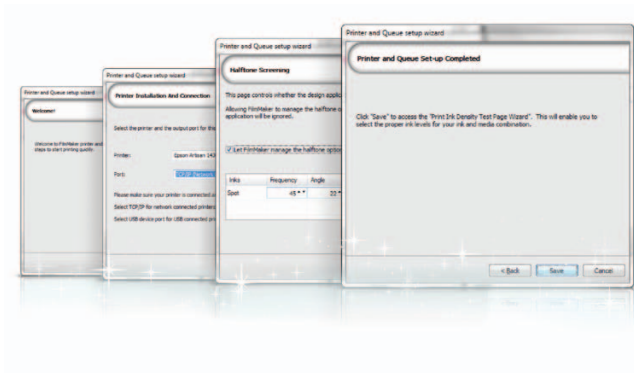 Printer and Queue setup wizard
Welcome!
Welcome to FilmMaker printer and
steps to start printing quickly.
Printer and Queue setup wizard
Printer Installation And Connection
Select the printer and the output port for the
Printer:
Epson Artisan 143
Port:
TCP/IP Network
Please make sure your printer is connected
Select TCP/IP for network connected printers
Select USB device port for USB connected
Printer and Queue setup wizard
Halftone Screening
This page controls whether the design applic
Allowing FilmMaker to manage the halftone
application will be ignored.
Let FilmMaker manage the halftone option
Inks
Frequency
Angle
Spot
45
Printer and Queue setup wizard
Printer and Queue Set-up Completed
Click "Save" to access the "Print Ink Density Test Page Wizard". This will enable you to
select the proper ink levels for your ink and media combination.
< Back
Save
Cancel